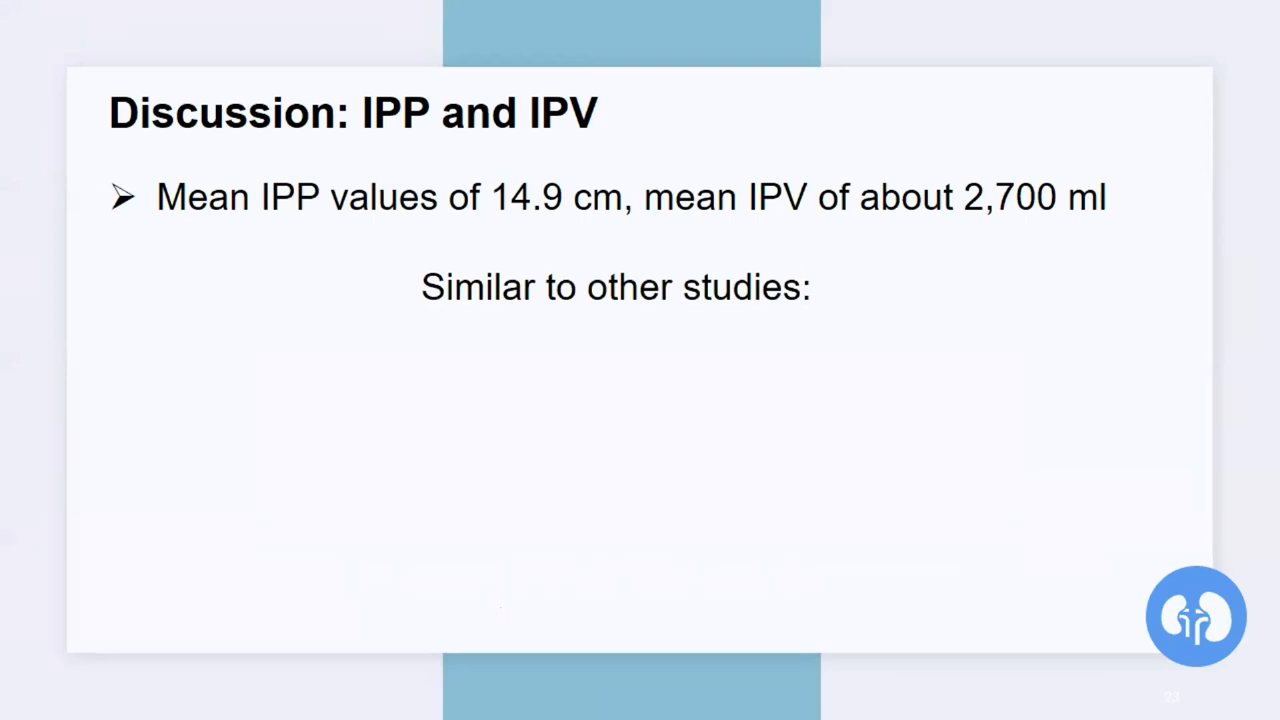 Discussion: IPP and IPV
➢ Mean IPP values of 14.9 cm, mean IPV of about 2,700 ml
Similar to other studies:
23